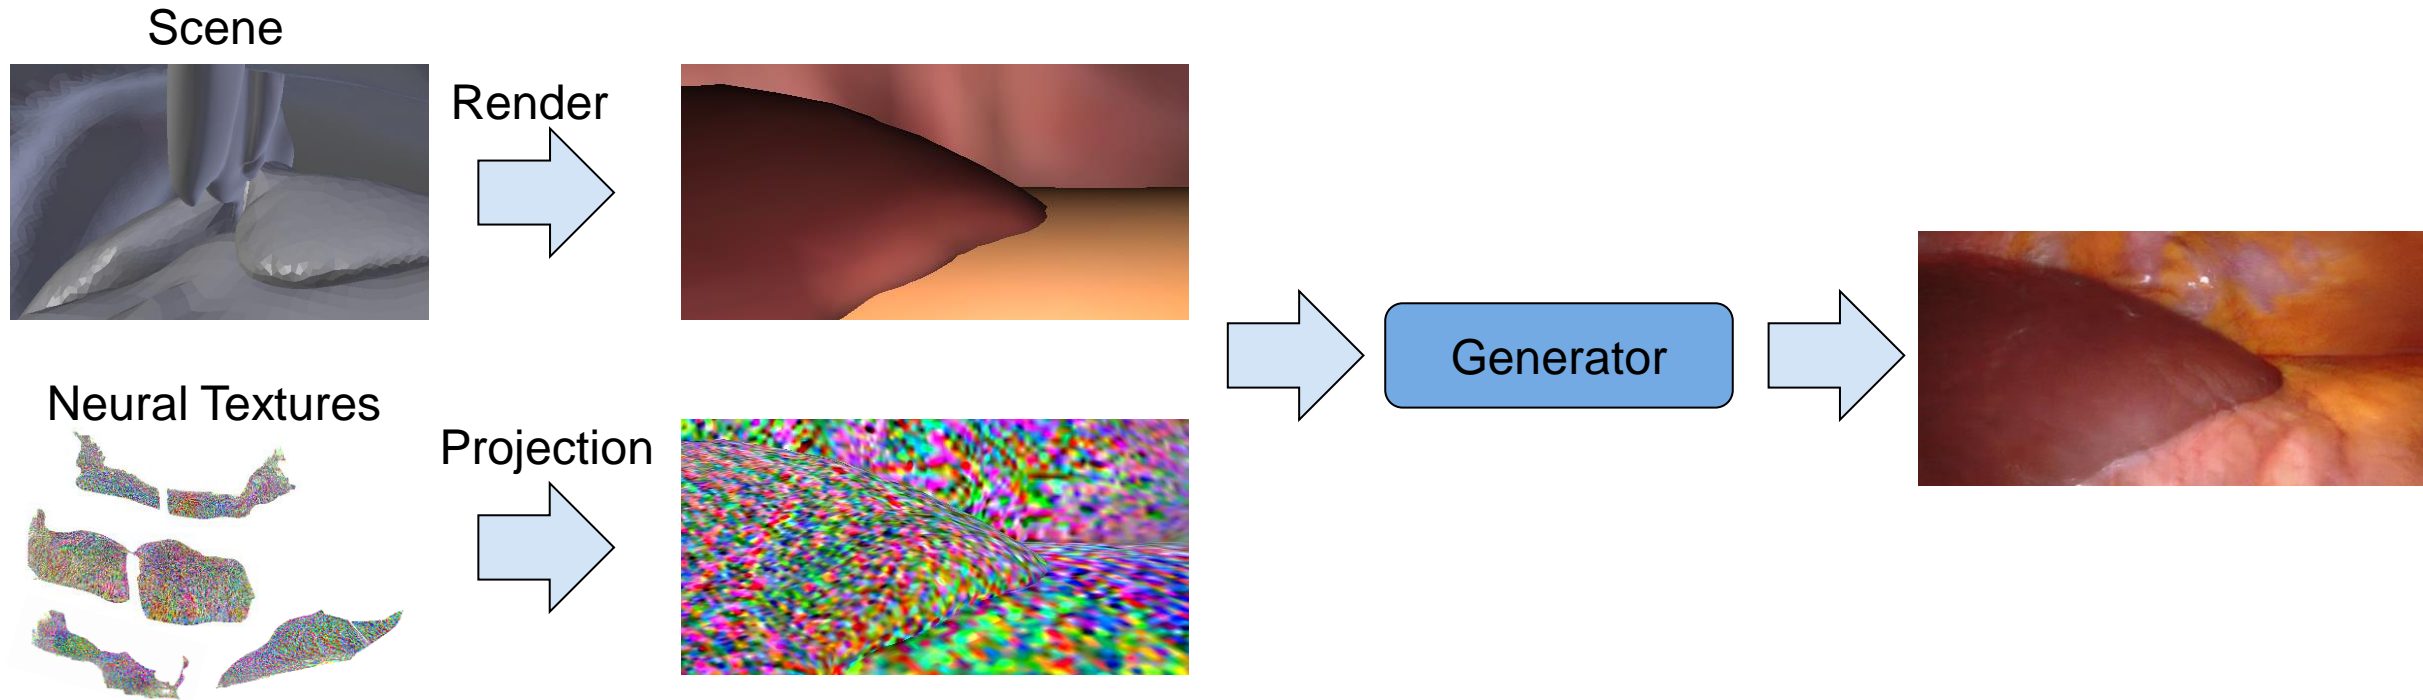 Scene
Render
Neural Textures
Projection
Generator